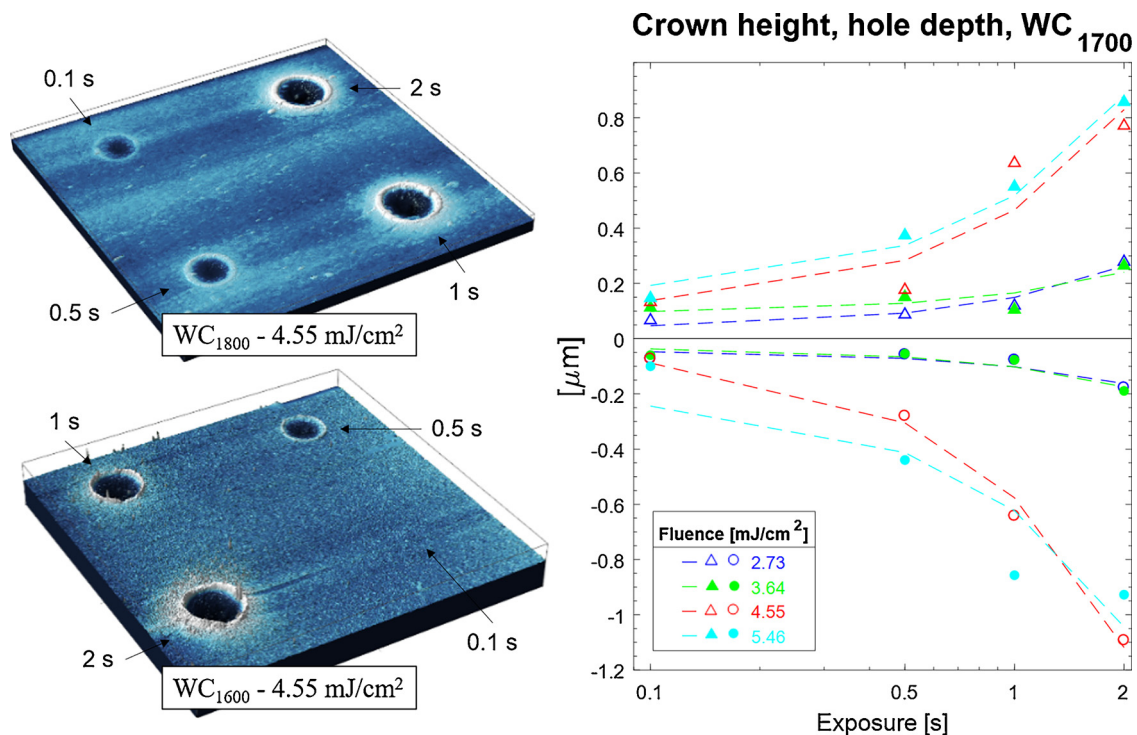 0.1 s
2 s
0.5 s
1 s
WC1800 - 4.55 mJ/cm2
1 s
0.5 s
2 s
0.1 s
WC1600 - 4.55 mJ/cm2
Crown height, hole depth, WC1700
[μm]
0.8
0.6
0.4
0.2
0
-0.2
-0.4
-0.6
-0.8
-1
-1.2
Fluence [mJ/cm2]
2.73
3.64
4.55
5.46
0.1 0.5 1 2
Exposure [s]